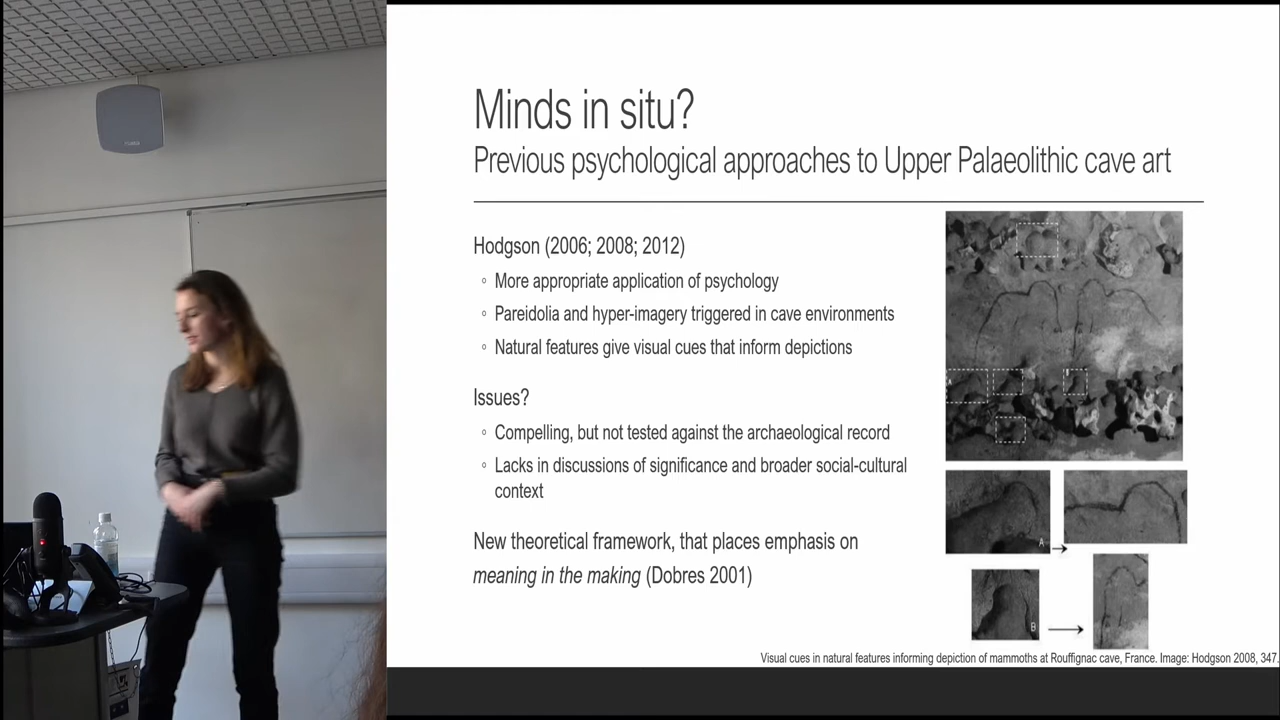 Minds in situ?
Previous psychological approaches to Upper Palaeolithic cave art
Hodgson (2006; 2008; 2012)
◦ More appropriate application of psychology
◦ Pareidolia and hyper-imagery triggered in cave environments
◦ Natural features give visual cues that inform depictions
Issues?
◦ Compelling, but not tested against the archaeological record
◦ Lacks in discussions of significance and broader social-cultural
context
New theoretical framework, that places emphasis on
meaning in the making (Dobres 2001)
A
B
Visual cues in natural features informing depiction of mammoths at Rouffignac cave, France. Image: Hodgson 2008, 347.